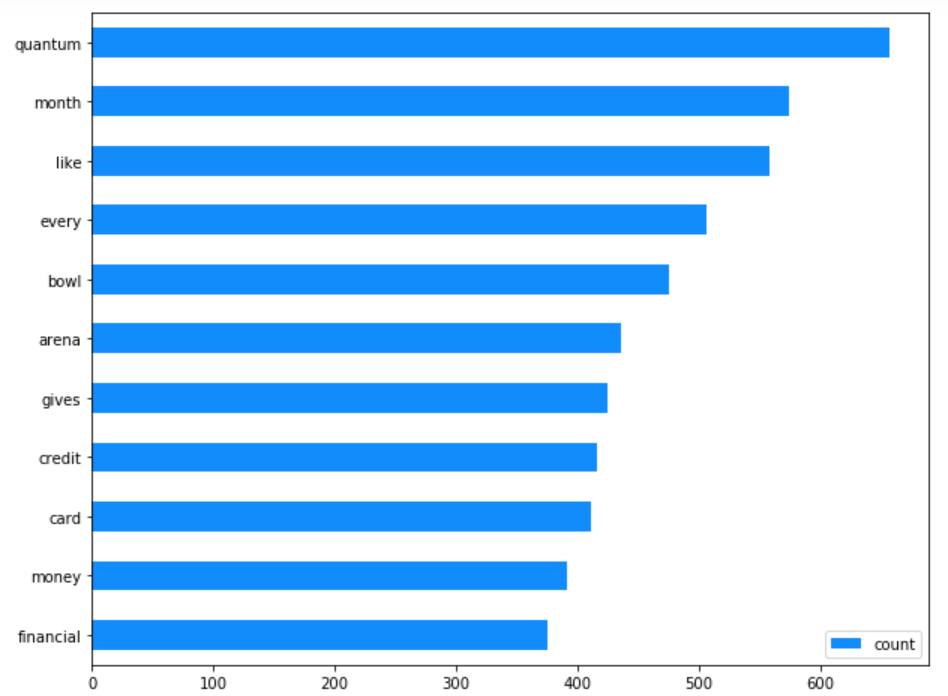 quantum
month
like
every
bowl
arena
gives
credit
card
money
financial
count
0 100 200 300 400 500 600